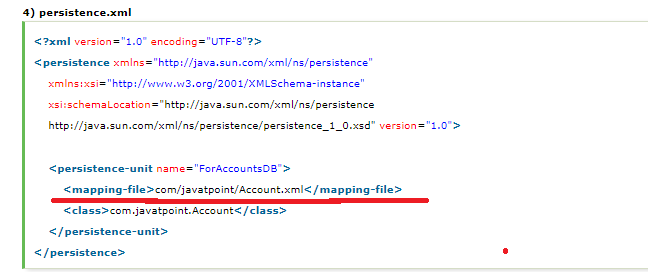 4) persistence.xml
<?xml version="1.0" encoding="UTF-8"?>
<persistence xmlns="http://java.sun.com/xml/ns/persistence"
xmlns:xsi="http://www.w3.org/2001/XMLSchema-instance"
xsi:schemaLocation="http://java.sun.com/xml/ns/persistence
http://java.sun.com/xml/ns/persistence/persistence_1_0.xsd" version="1.0">
<persistence-unit name="ForAccountsDB">
<mapping-file>com/javatpoint/Account.xml</mapping-file>
<class>com.javatpoint.Account</class>
</persistence-unit>
</persistence>